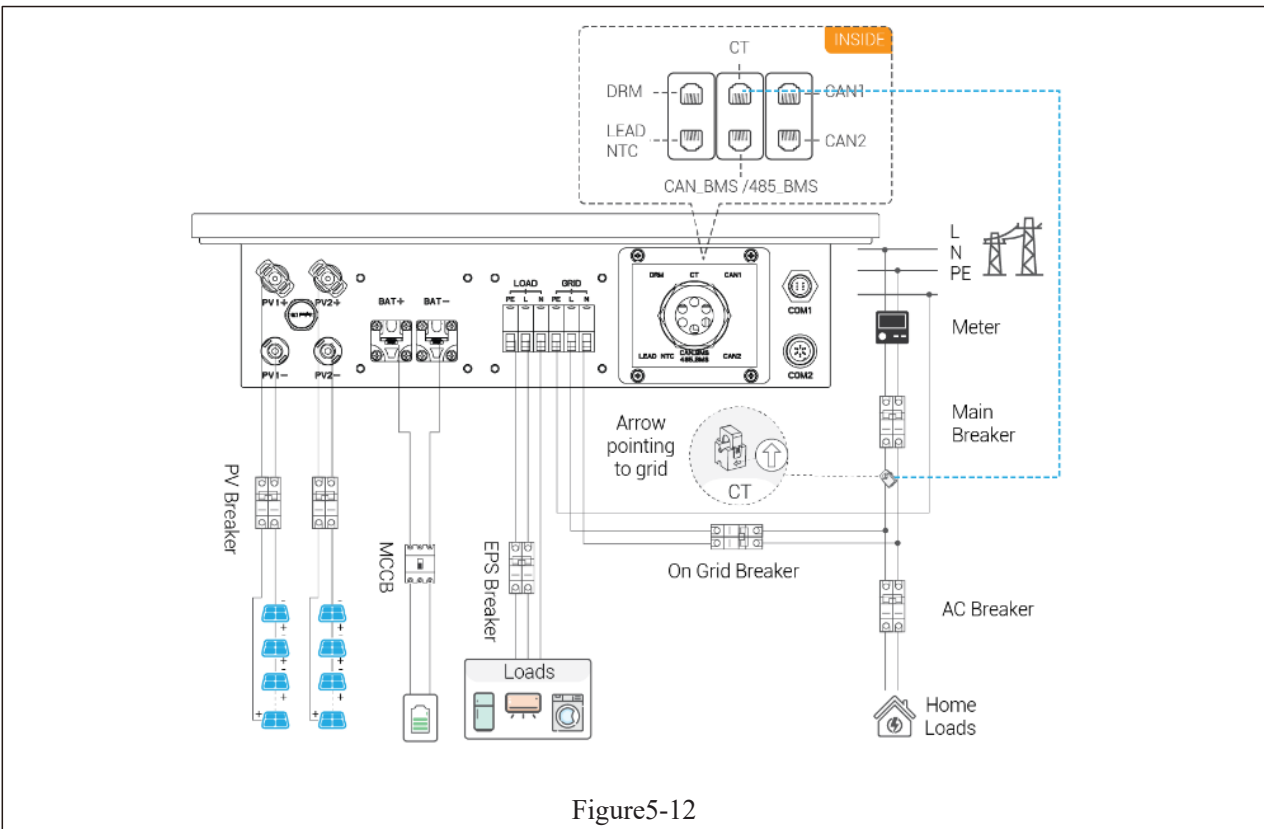 INSIDE
CT
DRM
CAN1
LEAD
NTC
CAN2
CAN_BMS /485_BMS
L
N
PE
PV1+
PV2+
BAT+
BAT-
LOAD
GRID
PE L N PE L N
DRM
CT
CAN1
COM1
Meter
LEAD NTC
CAN_BMS
485_BMS
CAN2
COM2
PV1-
PV2-
Arrow
pointing
to grid
Main
Breaker
CT
PV Breaker
MCCB
EPS Breaker
On Grid Breaker
AC Breaker
- -
+ +
- -
+ +
- -
+ +
+ +
Loads
Home
Loads
Figure5-12